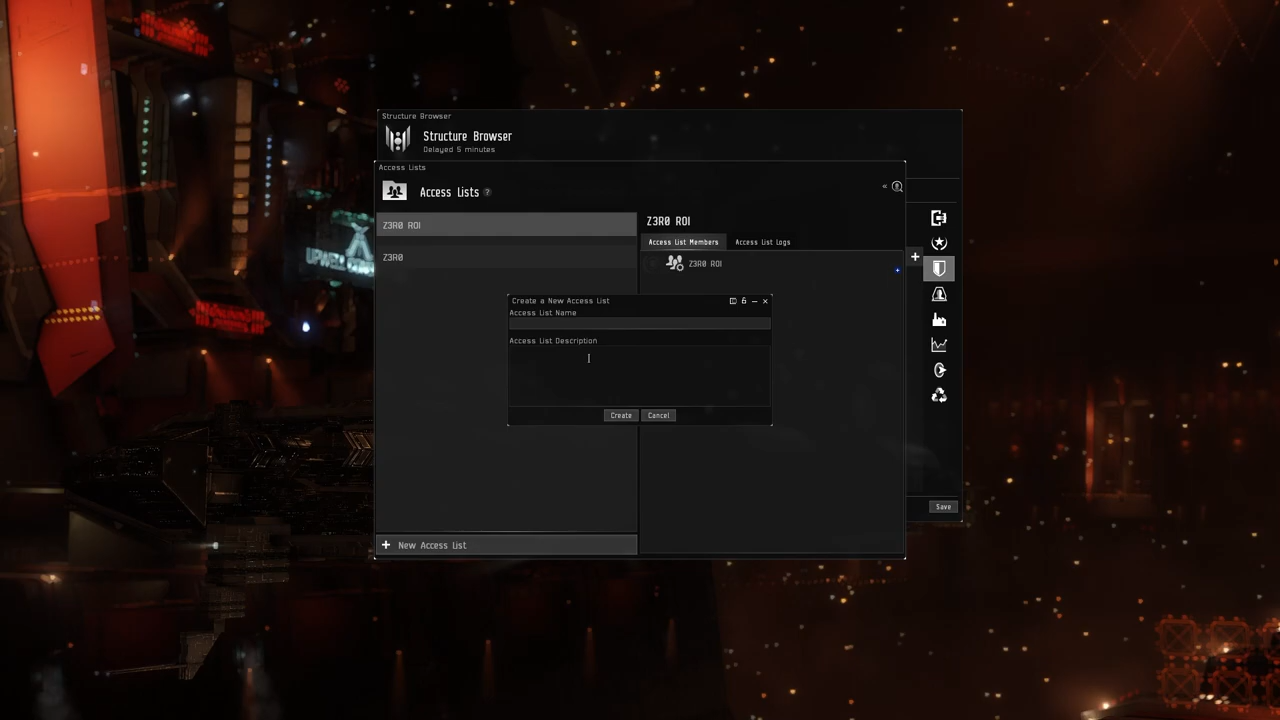 Structure Browser
Structure Browser
Delayed 5 minutes
Access Lists
Access Lists ?
Z3R0 ROI
Z3R0
Z3R0 ROI
Access List Members Access List Logs
Z3R0 ROI
Create a New Access List
Access List Name
Access List Description
Create Cancel
New Access List
Save
UPWELL